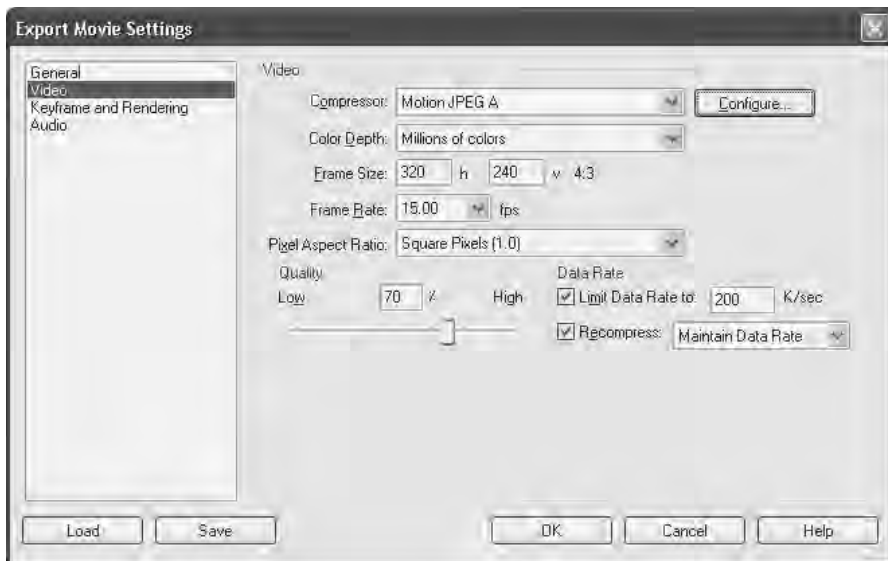 Export Movie Settings
General
Video
Keyframe and Rendering
Audio
Video
Compressor: Motion JPEG A Configure...
Color Depth: Millions of colors
Frame Size: 320 h 240 v 4:3
Frame Rate: 15.00 fps
Pixel Aspect Ratio: Square Pixels (1.0)
Quality Data Rate
Low 70 % High Limit Data Rate to 200 K/sec
Recompress: Maintain Data Rate
Load Save OK Cancel Help